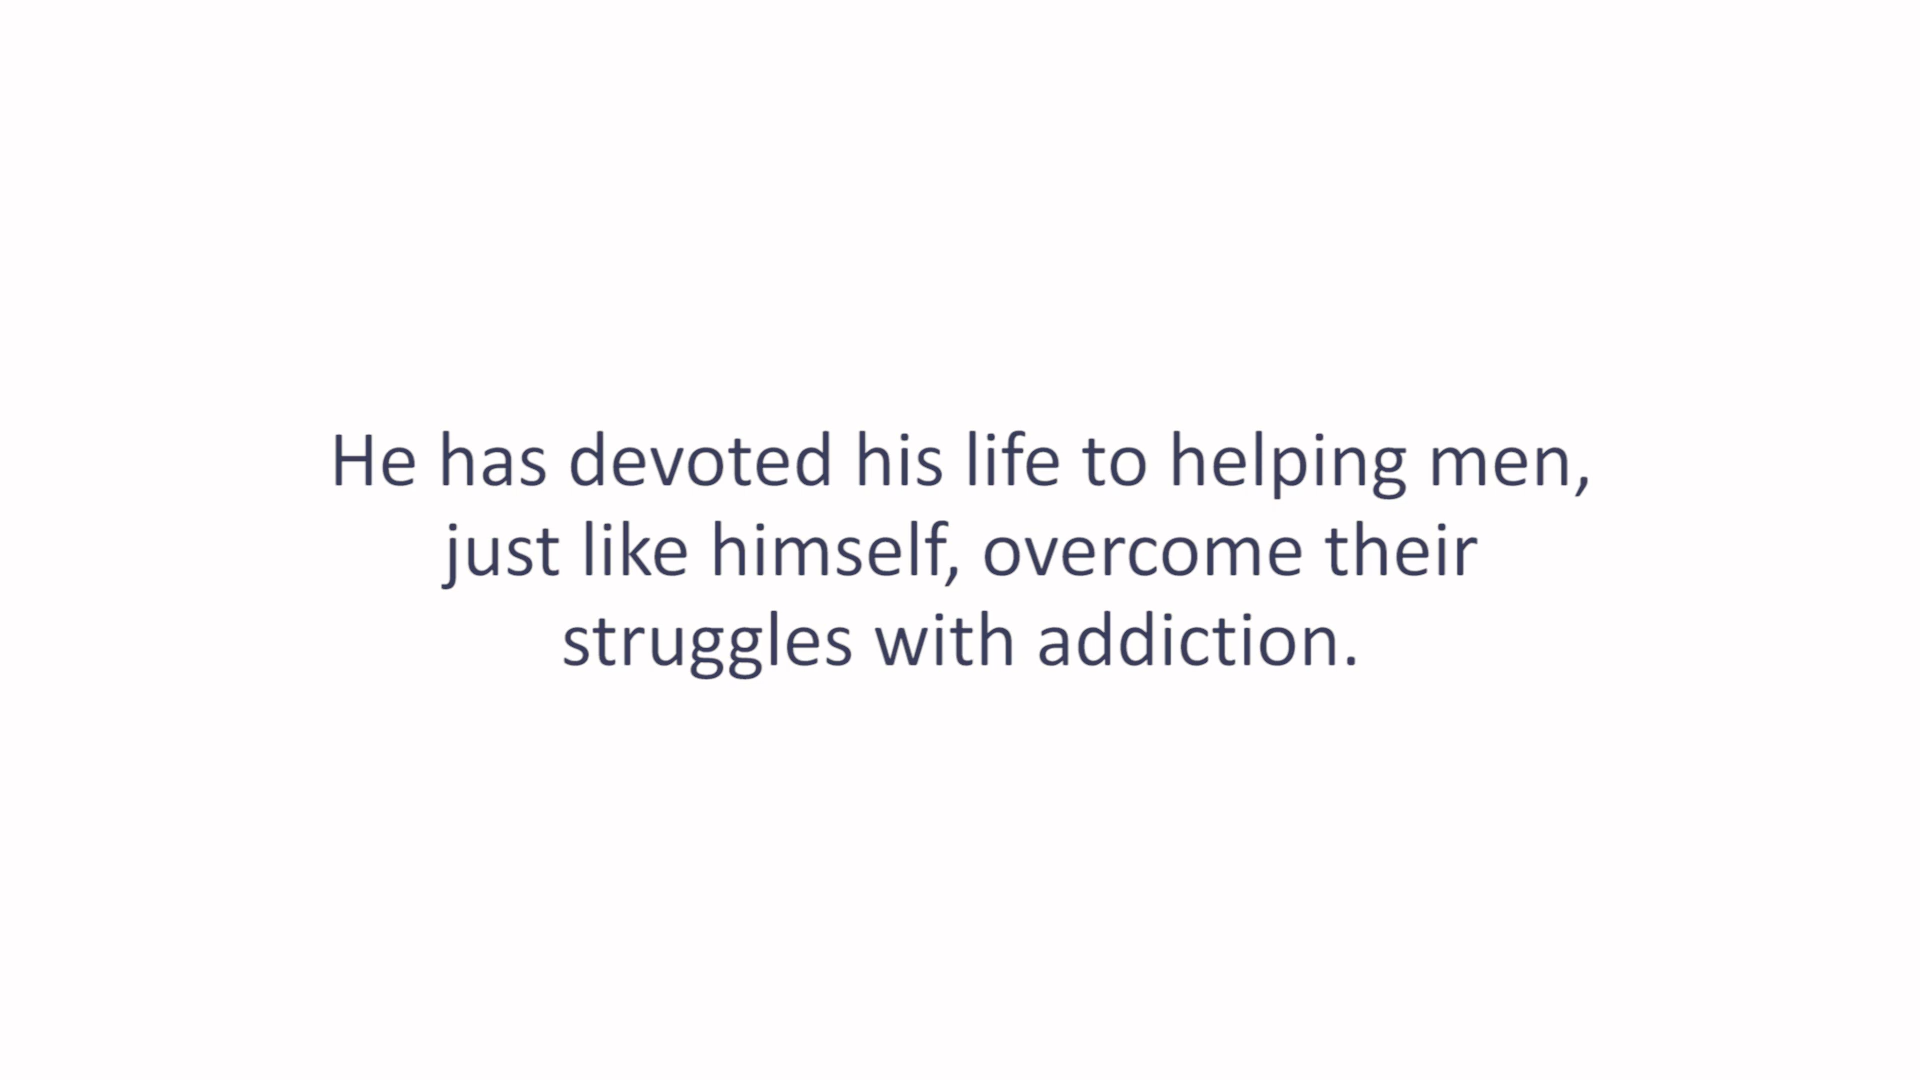 He has devoted his life to helping men,
just like himself, overcome their
struggles with addiction.